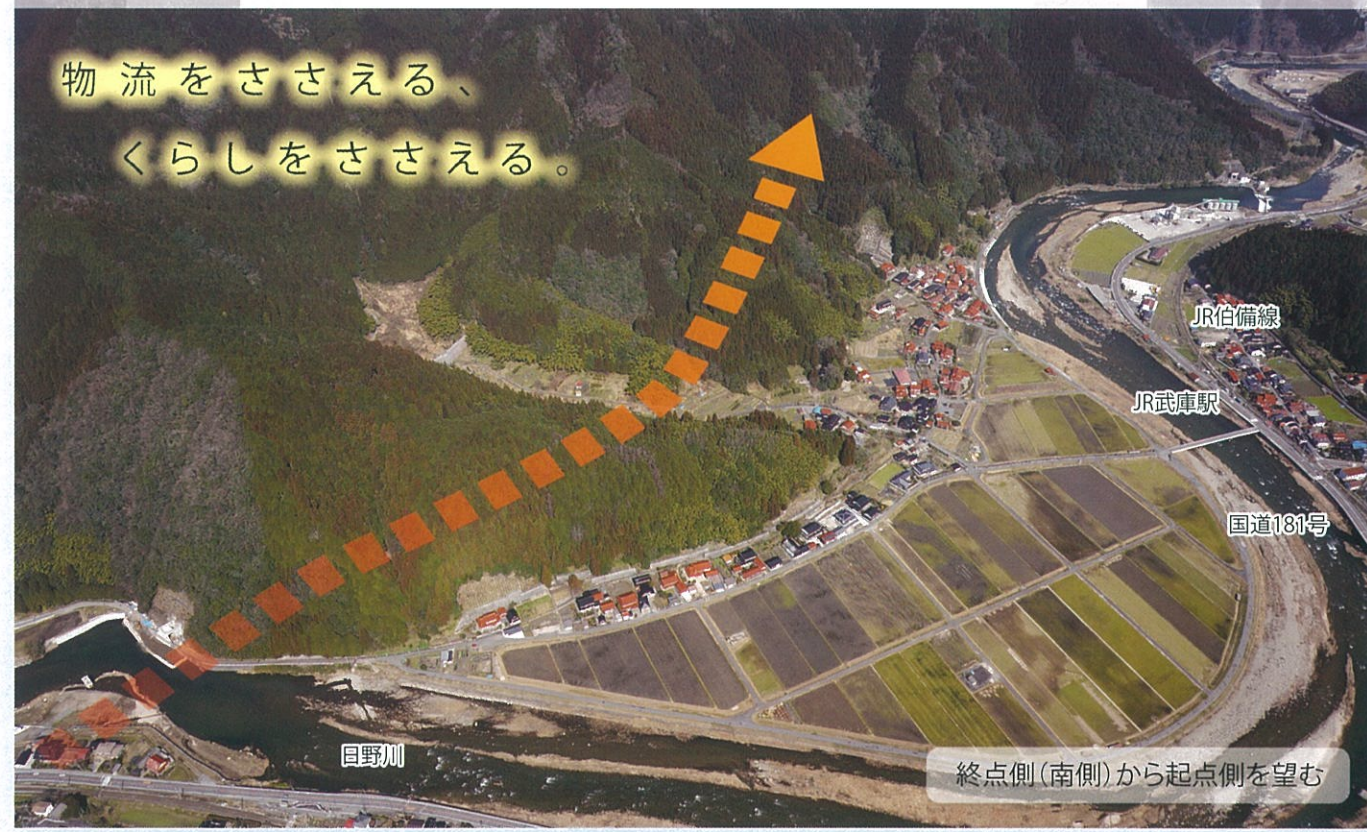 物流をささえる、
くらしをささえる。
JR伯備線
JR武庫駅
国道181号
日野川
終点側(南側)から起点側を望む